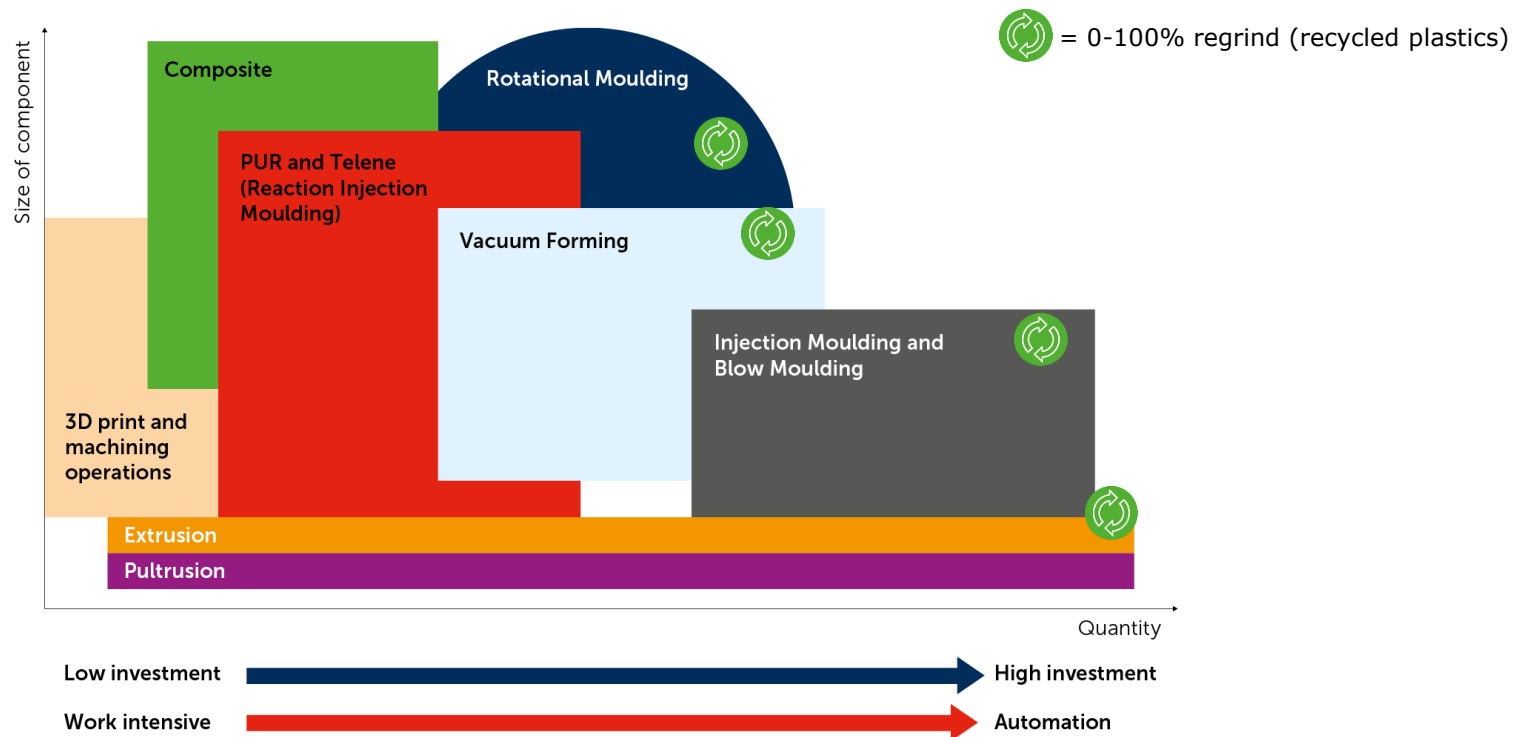 = 0-100% regrind (recycled plastics)
Size of component
Composite
Rotational Moulding
PUR and Telene
(Reaction Injection
Moulding)
Vacuum Forming
Injection Moulding and
Blow Moulding
3D print and
machining
operations
Extrusion
Pultrusion
Quantity
Low investment
High investment
Work intensive
Automation